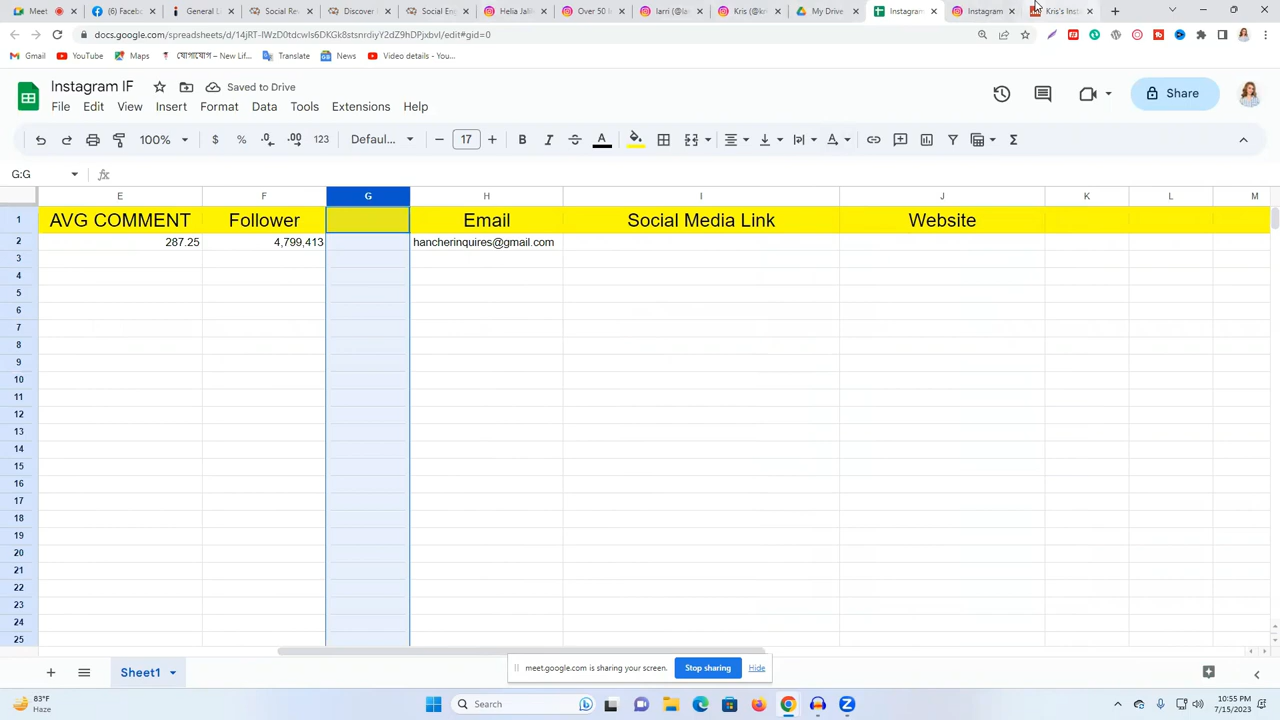 Meet
(6) Facebo
General L
Social Re
Discover
Social Eng
Helia Jali
Over 50 I
larri (@la
Kris (@kr
My Drive
Instagram
Instagram
Kris's Inst
docs.google.com/spreadsheets/d/14jRT-IWzD0tdcwls6DKGk8stsnrdiyY2dZ9hDPjxbvI/edit#gid=0
Gmail
YouTube
Maps
যোগাযোগ – New Lif...
Translate
News
Video details - You...
Instagram IF
Saved to Drive
File Edit View Insert Format Data Tools Extensions Help
Share
100% $ % .0 .00 123 Defaul... − 17 + B I A Σ
G:G fx
E F G H I J K L M
1 AVG COMMENT Follower Email Social Media Link Website
2 287.25 4,799,413 hancherinquires@gmail.com
3
4
5
6
7
8
9
10
11
12
13
14
15
16
17
18
19
20
21
22
23
24
25
Sheet1
meet.google.com is sharing your screen. Stop sharing Hide
83°F
Haze
Search
10:55 PM
7/15/2023